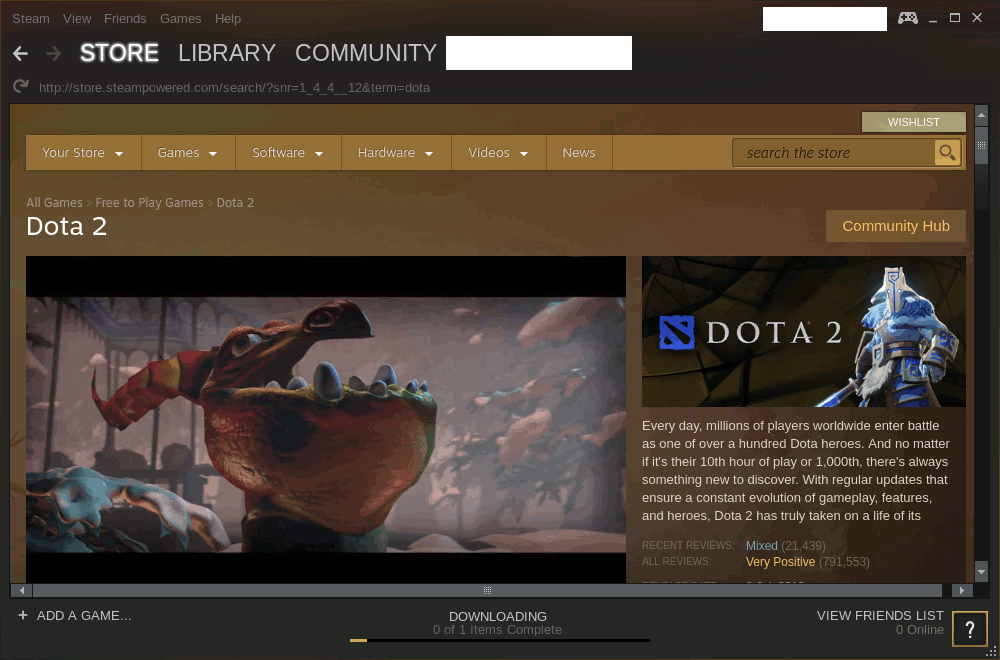 Steam View Friends Games Help
STORE LIBRARY COMMUNITY
http://store.steampowered.com/search/?snr=1_4_4__12&term=dota
WISHLIST
Your Store Games Software Hardware Videos News search the store
All Games > Free to Play Games > Dota 2
Dota 2
Community Hub
DOTA 2
Every day, millions of players worldwide enter battle
as one of over a hundred Dota heroes. And no matter
if it's their 10th hour of play or 1,000th, there's always
something new to discover. With regular updates that
ensure a constant evolution of gameplay, features,
and heroes, Dota 2 has truly taken on a life of its
RECENT REVIEWS: Mixed (21,439)
ALL REVIEWS: Very Positive (791,553)
+ ADD A GAME...
DOWNLOADING
0 of 1 Items Complete
VIEW FRIENDS LIST
0 Online
?